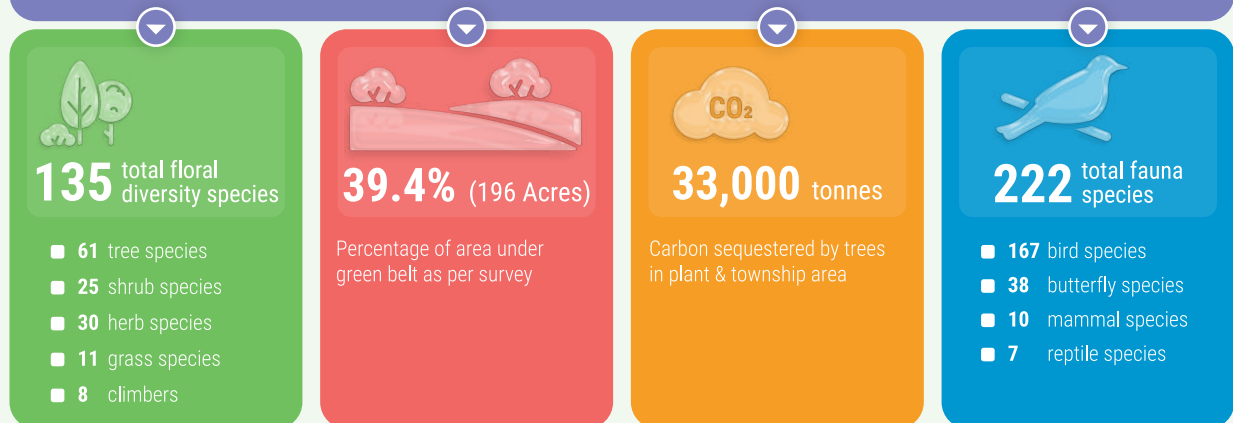 135 total floral
diversity species
61 tree species
25 shrub species
30 herb species
11 grass species
8 climbers
39.4% (196 Acres)
Percentage of area under
green belt as per survey
CO₂
33,000 tonnes
Carbon sequestered by trees
in plant & township area
222 total fauna
species
167 bird species
38 butterfly species
10 mammal species
7 reptile species